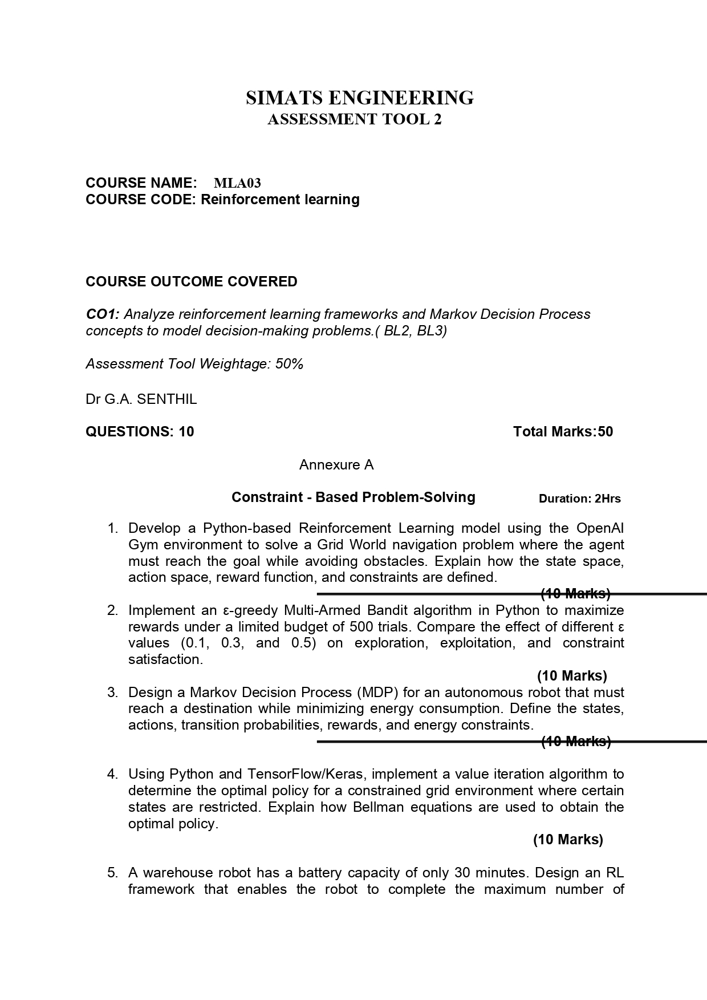 SIMATS ENGINEERING
ASSESSMENT TOOL 2
COURSE NAME: MLA03
COURSE CODE: Reinforcement learning
COURSE OUTCOME COVERED
CO1: Analyze reinforcement learning frameworks and Markov Decision Process
concepts to model decision-making problems.( BL2, BL3)
Assessment Tool Weightage: 50%
Dr G.A. SENTHIL
QUESTIONS: 10 Total Marks:50
Annexure A
Constraint - Based Problem-Solving Duration: 2Hrs
1. Develop a Python-based Reinforcement Learning model using the OpenAI
Gym environment to solve a Grid World navigation problem where the agent
must reach the goal while avoiding obstacles. Explain how the state space,
action space, reward function, and constraints are defined.
(10 Marks)
2. Implement an ε-greedy Multi-Armed Bandit algorithm in Python to maximize
rewards under a limited budget of 500 trials. Compare the effect of different ε
values (0.1, 0.3, and 0.5) on exploration, exploitation, and constraint
satisfaction.
(10 Marks)
3. Design a Markov Decision Process (MDP) for an autonomous robot that must
reach a destination while minimizing energy consumption. Define the states,
actions, transition probabilities, rewards, and energy constraints.
(10 Marks)
4. Using Python and TensorFlow/Keras, implement a value iteration algorithm to
determine the optimal policy for a constrained grid environment where certain
states are restricted. Explain how Bellman equations are used to obtain the
optimal policy.
(10 Marks)
5. A warehouse robot has a battery capacity of only 30 minutes. Design an RL
framework that enables the robot to complete the maximum number of